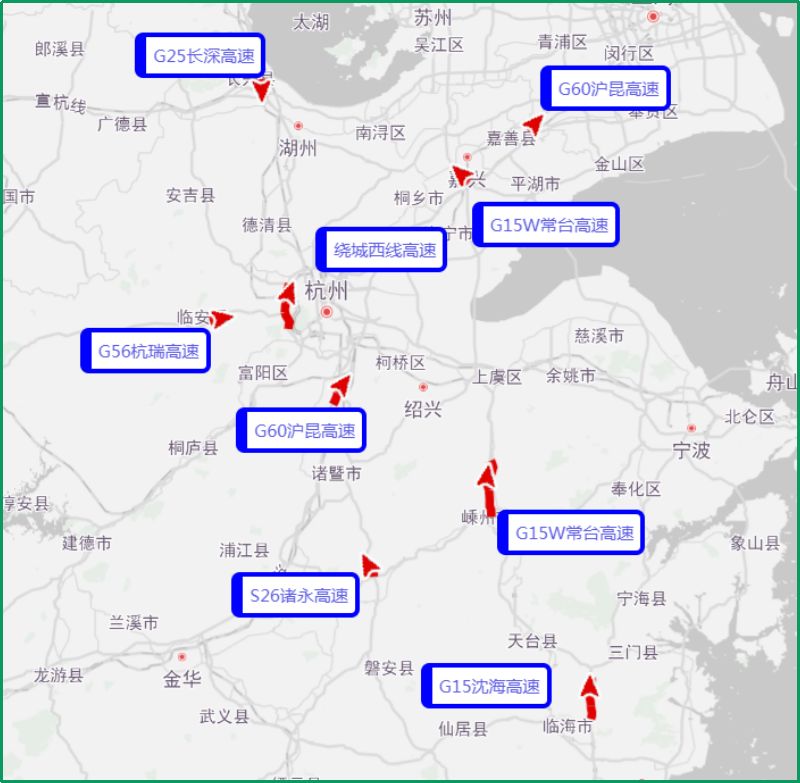 太湖
苏州
郎溪县
吴江区
青浦区
闵行区
G25长深高速
G60沪昆高速
宣杭线
广德县
奉贤区
湖州
南浔区
嘉善县
金山区
国市
安吉县
嘉兴
平湖市
桐乡市
德清县
G15W常台高速
宁市
绕城西线高速
杭州
临安
G56杭瑞高速
慈溪市
柯桥区
富阳区
上虞区
余姚市
舟山
绍兴
G60沪昆高速
北仑区
桐庐县
宁波
诸暨市
奉化区
淳安县
嵊州市
G15W常台高速
建德市
浦江县
象山县
S26诸永高速
宁海县
兰溪市
天台县
三门县
龙游县
金华
磐安县
G15沈海高速
武义县
仙居县
临海市